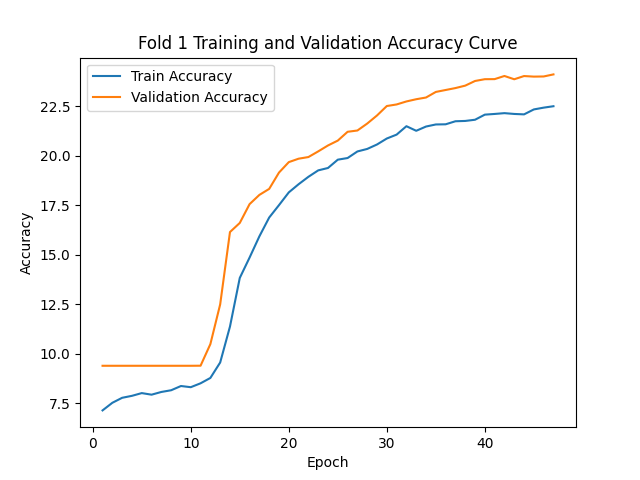 Fold 1 Training and Validation Accuracy Curve
Train Accuracy
Validation Accuracy
22.5
20.0
17.5
15.0
12.5
10.0
7.5
Accuracy
0 10 20 30 40
Epoch